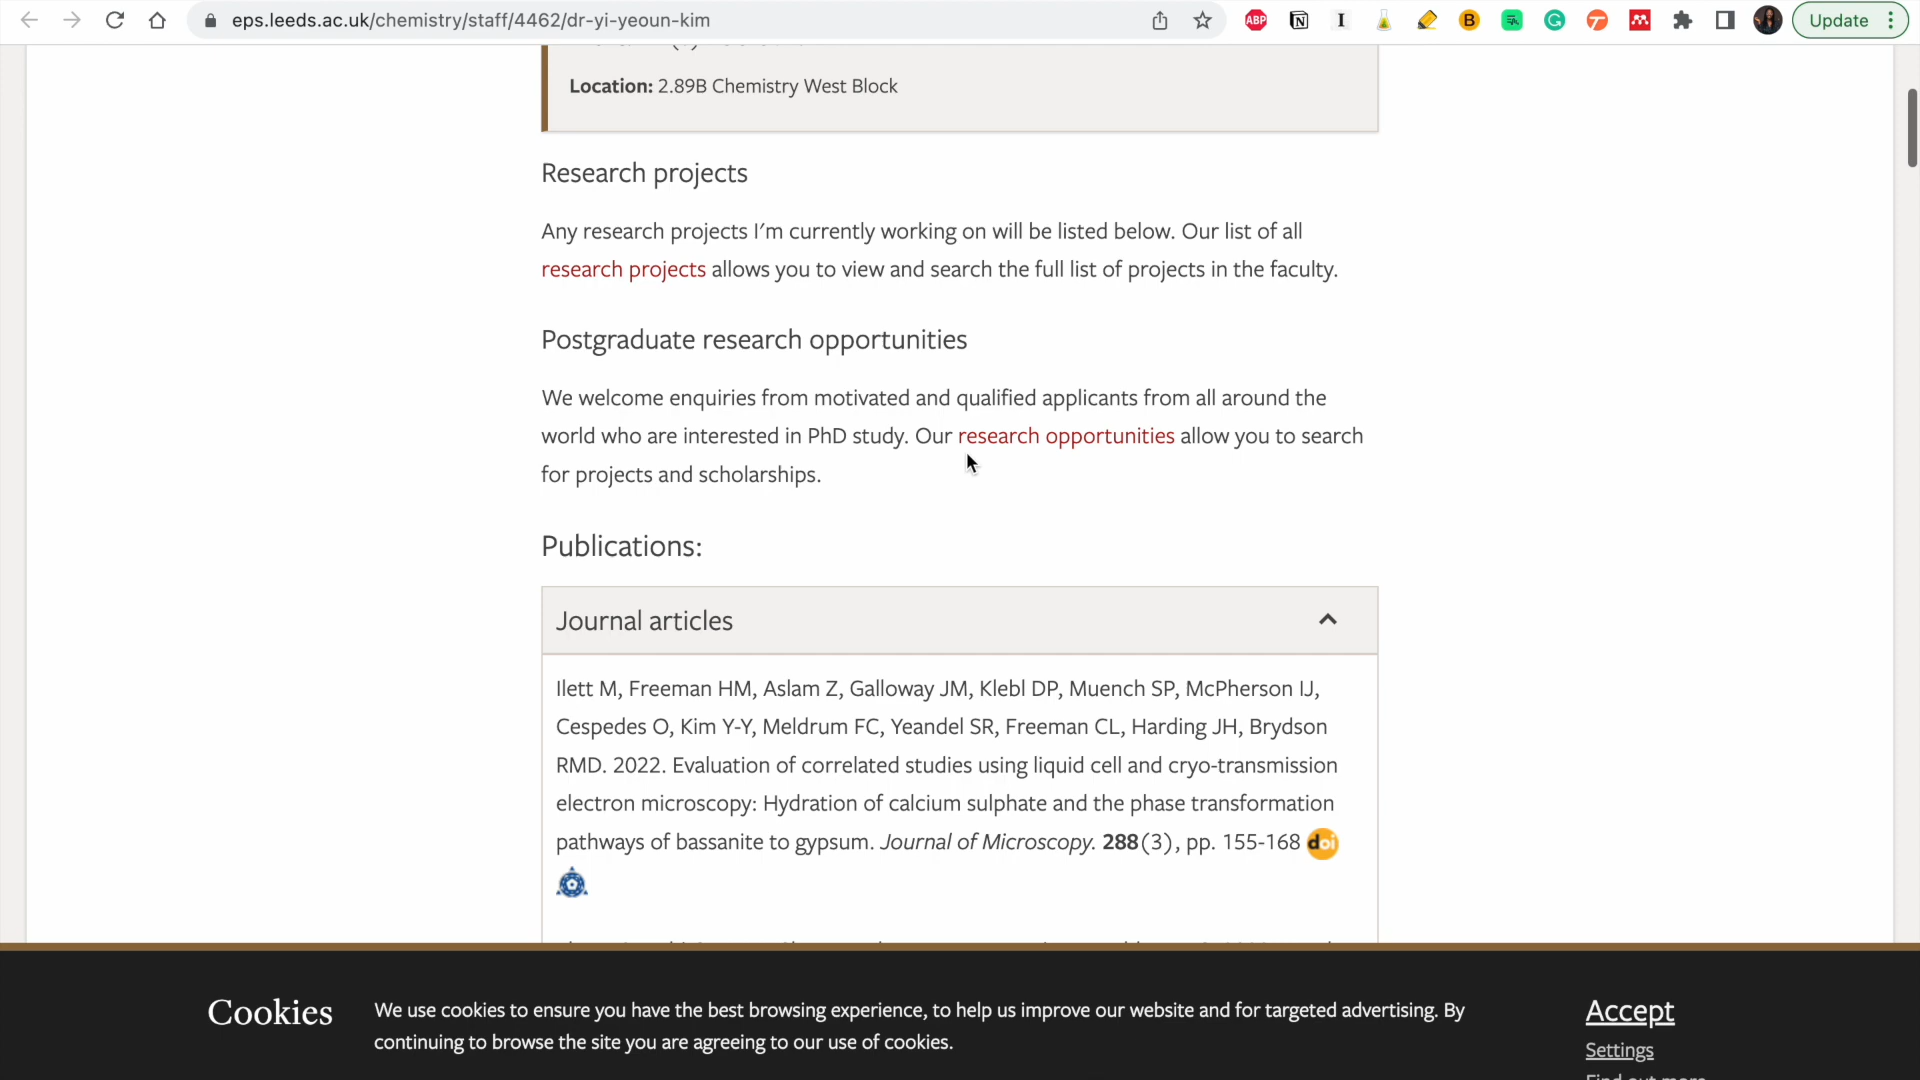 eps.leeds.ac.uk/chemistry/staff/4462/dr-yi-yeoun-kim
ABP
Update
Location: 2.89B Chemistry West Block
Research projects
Any research projects I'm currently working on will be listed below. Our list of all
research projects allows you to view and search the full list of projects in the faculty.
Postgraduate research opportunities
We welcome enquiries from motivated and qualified applicants from all around the
world who are interested in PhD study. Our research opportunities allow you to search
for projects and scholarships.
Publications:
Journal articles
Ilett M, Freeman HM, Aslam Z, Galloway JM, Klebl DP, Muench SP, McPherson IJ,
Cespedes O, Kim Y-Y, Meldrum FC, Yeandel SR, Freeman CL, Harding JH, Brydson
RMD. 2022. Evaluation of correlated studies using liquid cell and cryo-transmission
electron microscopy: Hydration of calcium sulphate and the phase transformation
pathways of bassanite to gypsum. Journal of Microscopy. 288(3), pp. 155-168 doi
Cookies
We use cookies to ensure you have the best browsing experience, to help us improve our website and for targeted advertising. By
continuing to browse the site you are agreeing to our use of cookies.
Accept
Settings
Find out more